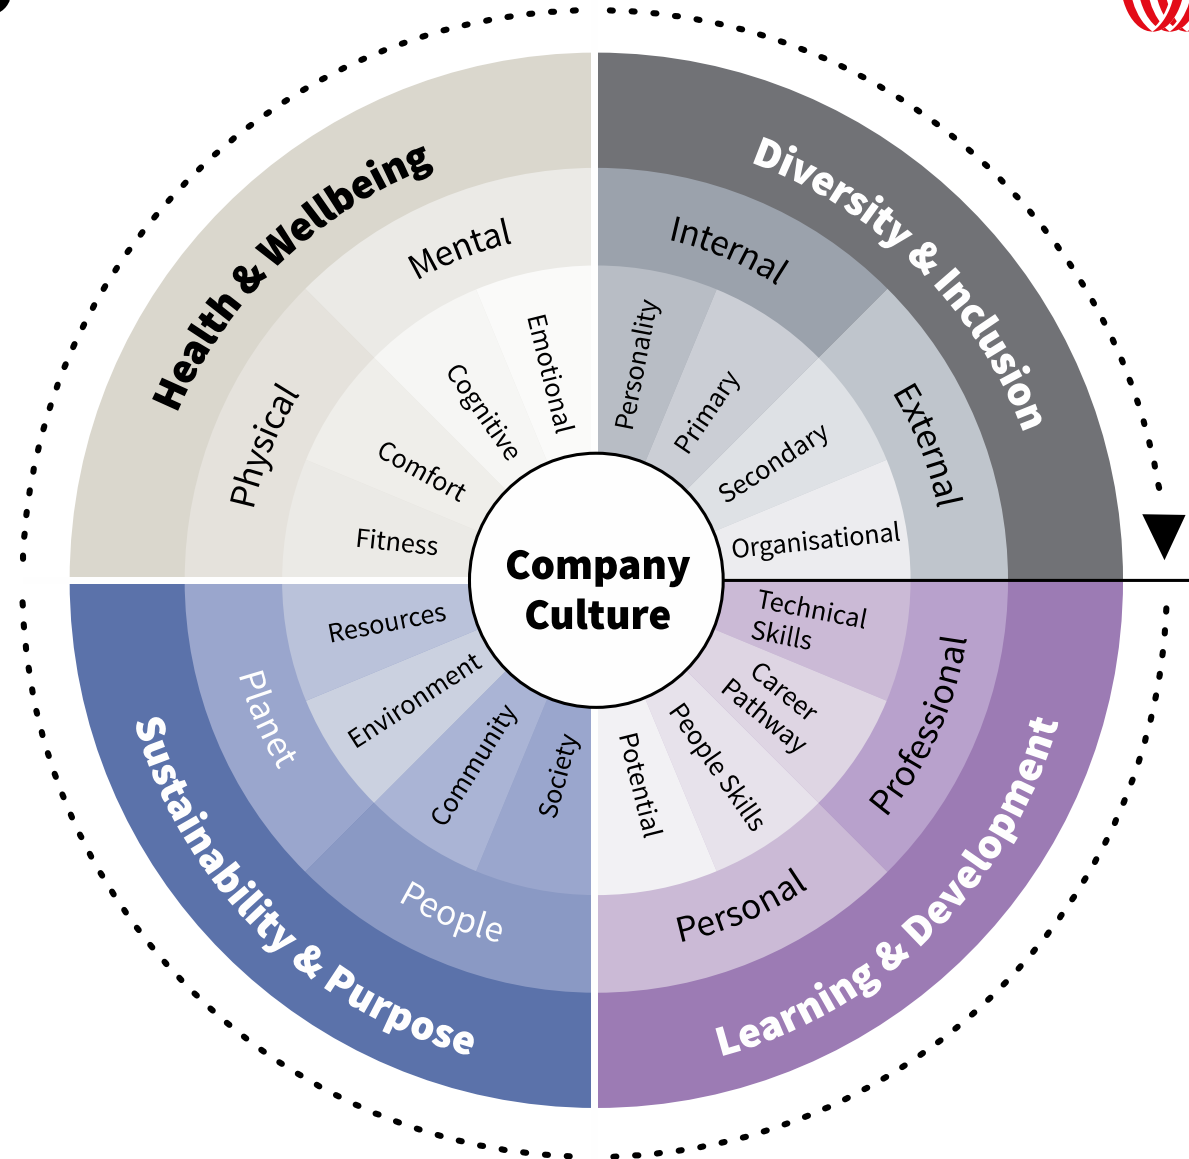 Health & Wellbeing
Mental
Physical
Emotional
Cognitive
Comfort
Fitness
Diversity & Inclusion
Internal
External
Personality
Primary
Secondary
Organisational
Company
Culture
Sustainability & Purpose
Planet
People
Resources
Environment
Community
Society
Learning & Development
Professional
Personal
Technical
Skills
Career
Pathway
People Skills
Potential